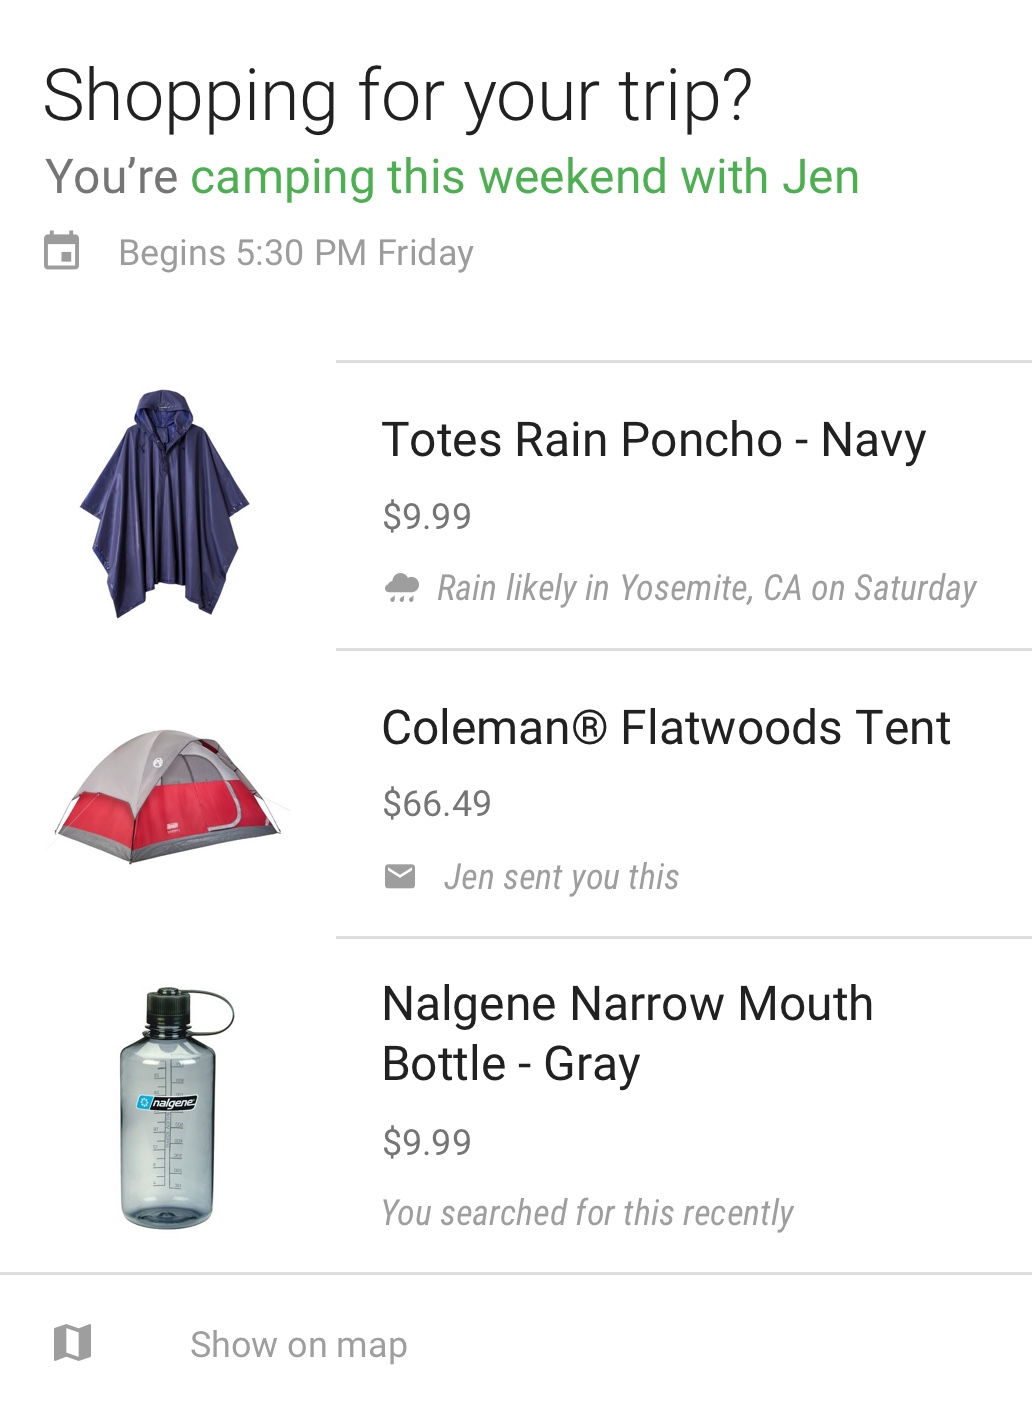 Shopping for your trip?
You’re camping this weekend with Jen
Begins 5:30 PM Friday
Totes Rain Poncho - Navy
$9.99
Rain likely in Yosemite, CA on Saturday
Coleman® Flatwoods Tent
$66.49
Jen sent you this
Nalgene Narrow Mouth
Bottle - Gray
nalgene
$9.99
You searched for this recently
Show on map